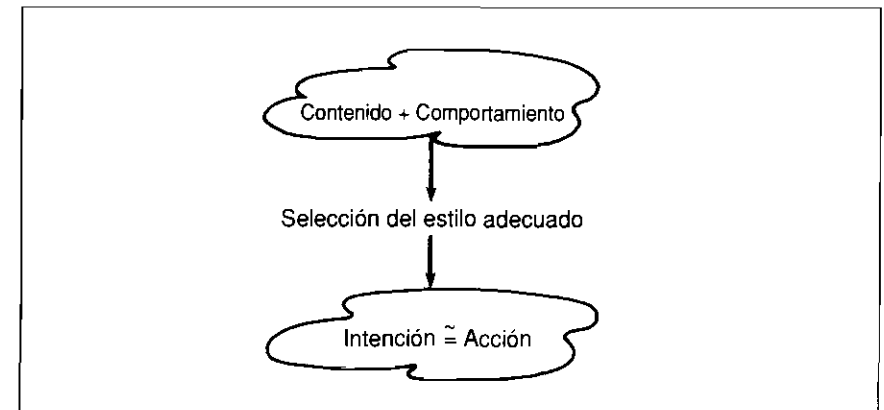 Contenido + Comportamiento
Selección del estilo adecuado
Intención ≅ Acción